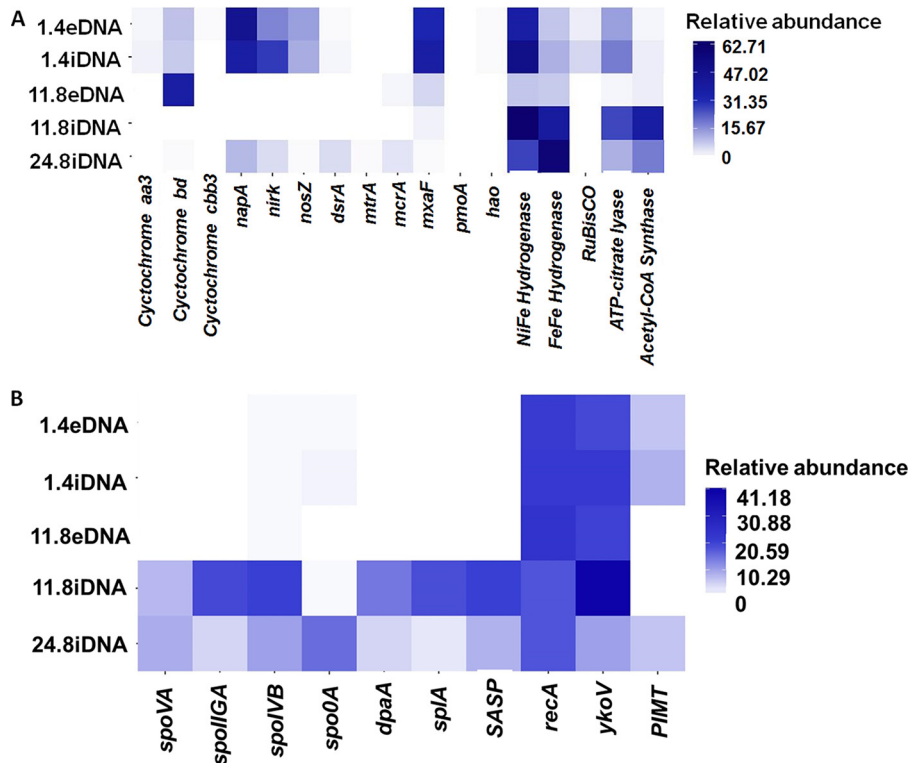 A
1.4eDNA
1.4iDNA
11.8eDNA
11.8iDNA
24.8iDNA
Cyctochrome aa3
Cyctochrome bd
Cyctochrome cbb3
napA
nirk
nosZ
dsrA
mtrA
mcrA
mxaF
pmoA
hao
NiFe Hydrogenase
FeFe Hydrogenase
RuBisCO
ATP-citrate lyase
Acetyl-CoA Synthase
Relative abundance
62.71
47.02
31.35
15.67
0
B
1.4eDNA
1.4iDNA
11.8eDNA
11.8iDNA
24.8iDNA
spoVA
spoIIGA
spoIVB
spo0A
dpaA
splA
SASP
recA
ykoV
PIMT
Relative abundance
41.18
30.88
20.59
10.29
0